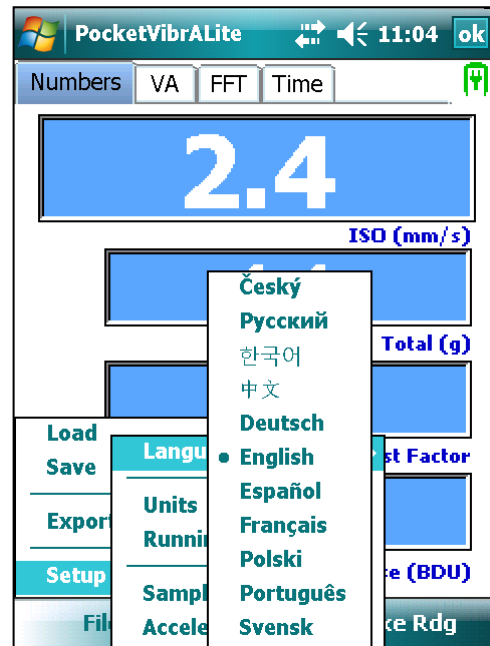 PocketVibrALite 11:04 ok
Numbers VA FFT Time
2.4
ISO (mm/s)
Total (g)
st Factor
e (BDU)
Load
Save
Export
Setup
Fil
ke Rdg
Langu
Units
Runni
Sampl
Accele
Český
Русский
한국어
中文
Deutsch
English
Español
Français
Polski
Português
Svensk